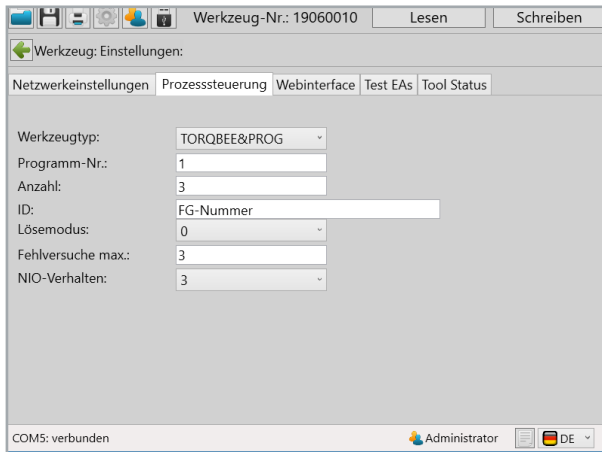 Werkzeug-Nr.: 19060010 Lesen Schreiben
Werkzeug: Einstellungen:
Netzwerkeinstellungen Prozesssteuerung Webinterface Test EAs Tool Status
Werkzeugtyp: TORQBEE&PROG
Programm-Nr.: 1
Anzahl: 3
ID: FG-Nummer
Lösemodus: 0
Fehlversuche max.: 3
NIO-Verhalten: 3
COM5: verbunden Administrator DE